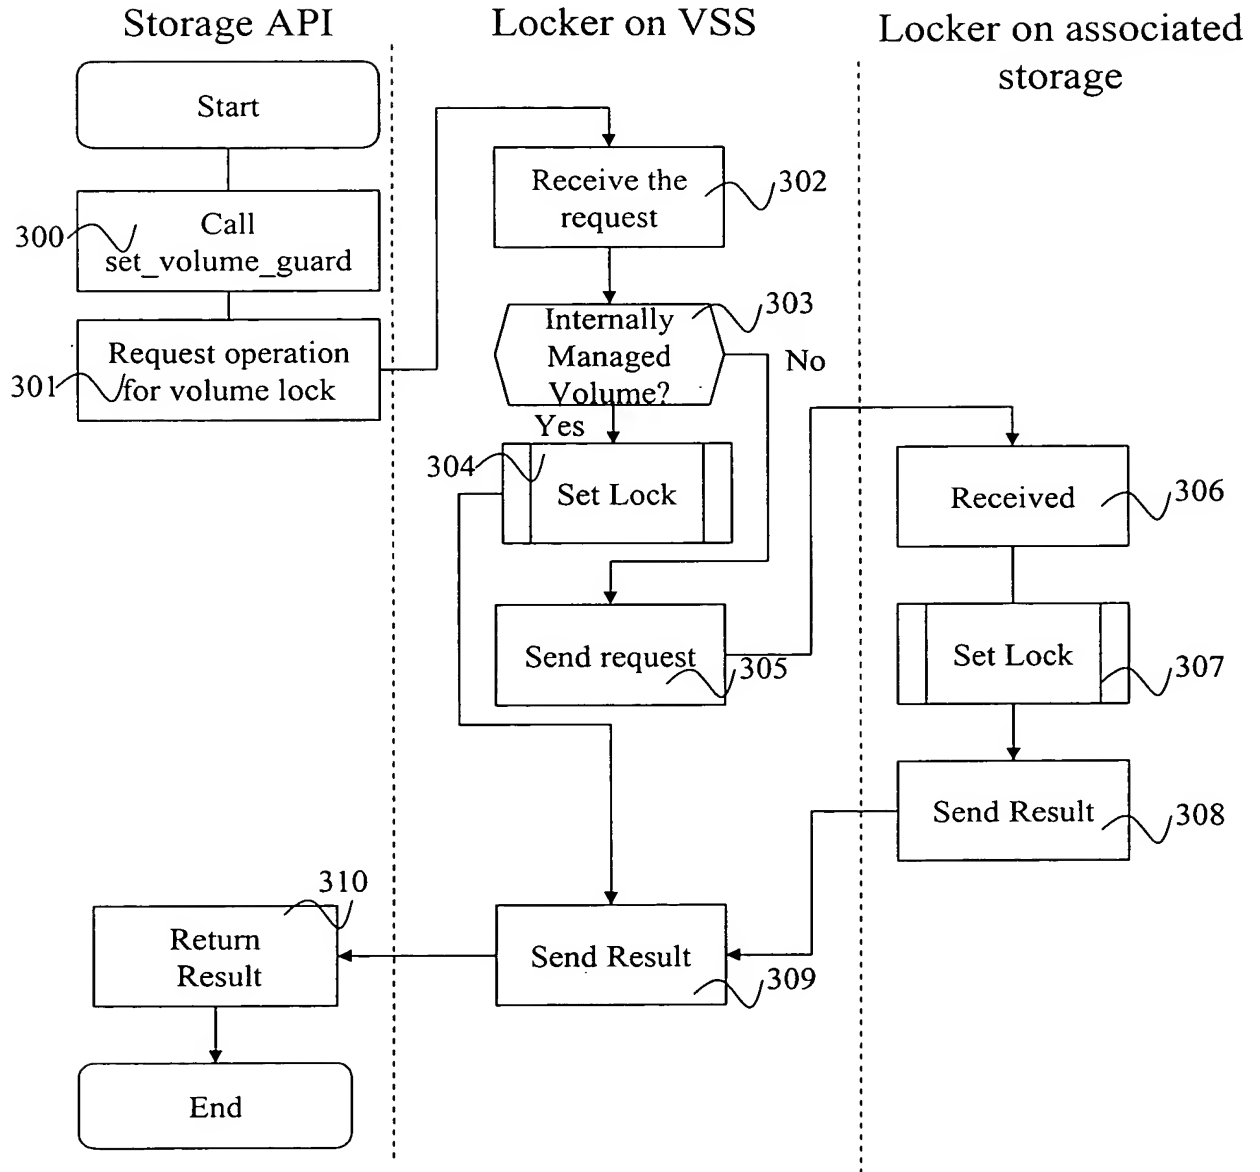 Storage API
Locker on VSS
Locker on associated
storage
Start
Call
set_volume_guard
300
Request operation
for volume lock
301
Receive the
request
302
Internally
Managed
Volume?
303
No
Yes
304
Set Lock
Send request
305
Received
306
Set Lock
307
Send Result
308
Send Result
309
310
Return
Result
End